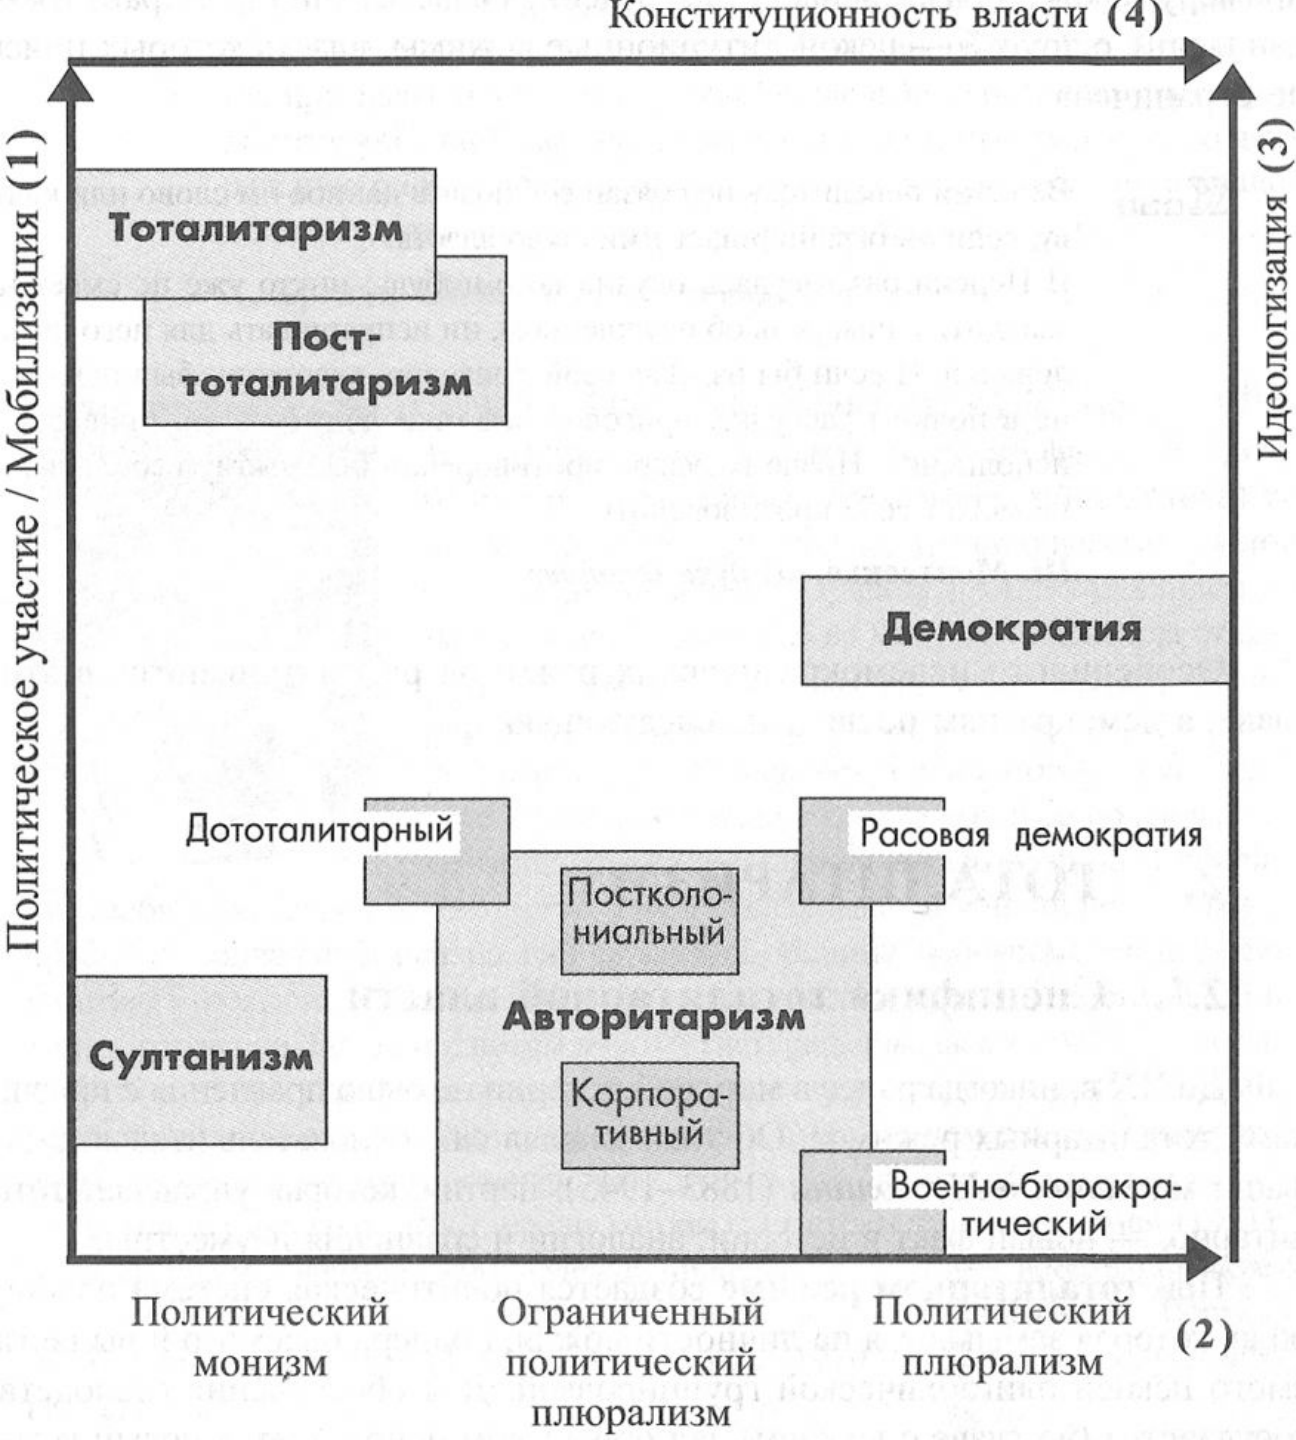 Конституционность власти (4)
Политическое участие / Мобилизация (1)
Идеологизация (3)
Тоталитаризм
Пост-
тоталитаризм
Демократия
Дототалитарный
Расовая демократия
Постколо-
ниальный
Авторитаризм
Султанизм
Корпора-
тивный
Военно-бюрокра-
тический
Политический
монизм
Ограниченный
политический
плюрализм
Политический
плюрализм
(2)